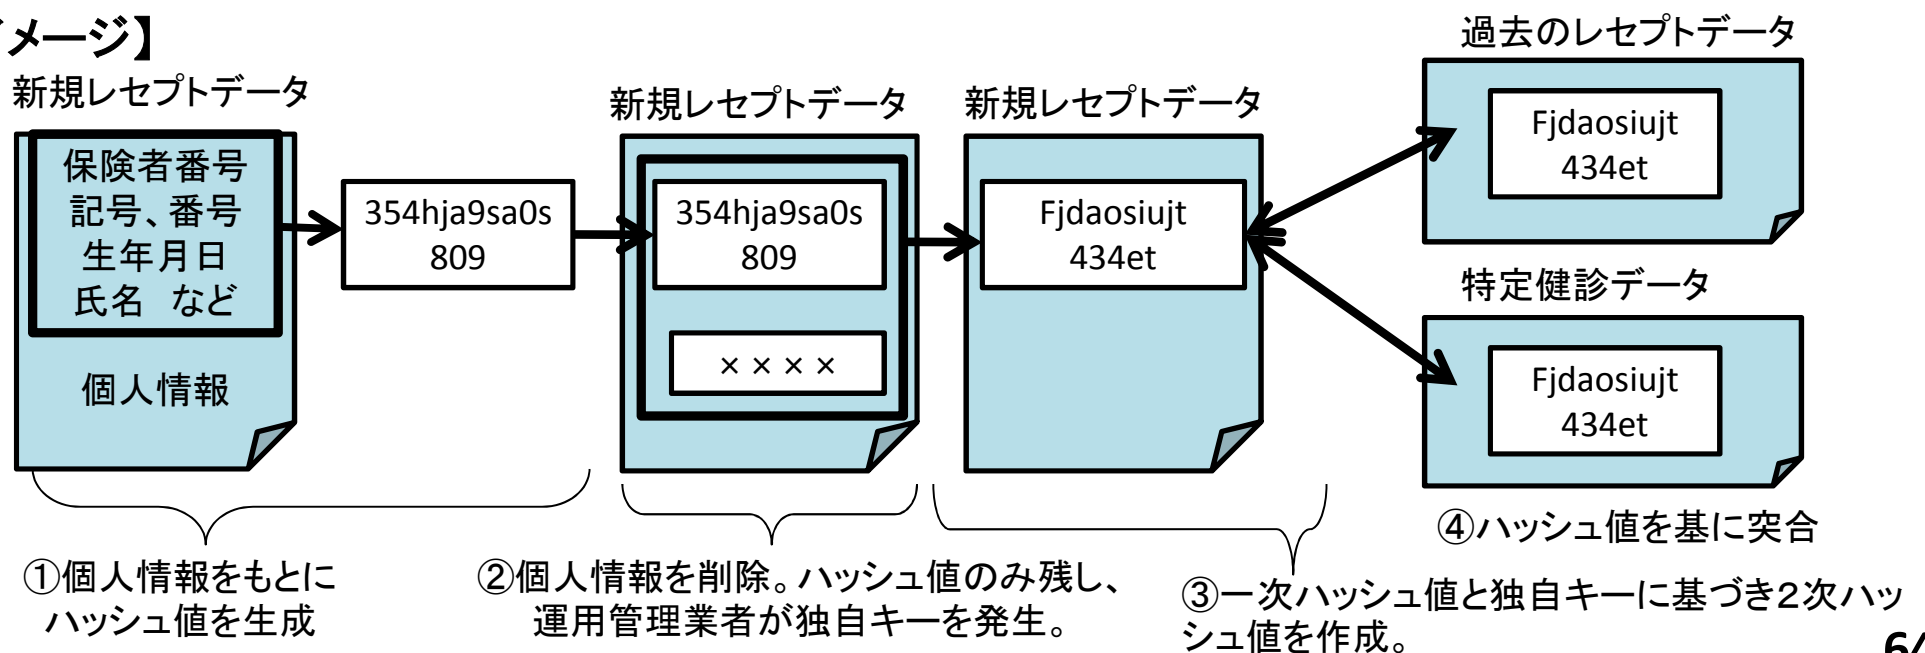 メージ】
新規レセプトデータ
保険者番号
記号、番号
生年月日
氏名　など
個人情報
354hja9sa0s
809
新規レセプトデータ
354hja9sa0s
809
××××
新規レセプトデータ
Fjdaosiujt
434et
過去のレセプトデータ
Fjdaosiujt
434et
特定健診データ
Fjdaosiujt
434et
①個人情報をもとに
ハッシュ値を生成
②個人情報を削除。ハッシュ値のみ残し、
運用管理業者が独自キーを発生。
③一次ハッシュ値と独自キーに基づき２次ハッ
シュ値を作成。
④ハッシュ値を基に突合